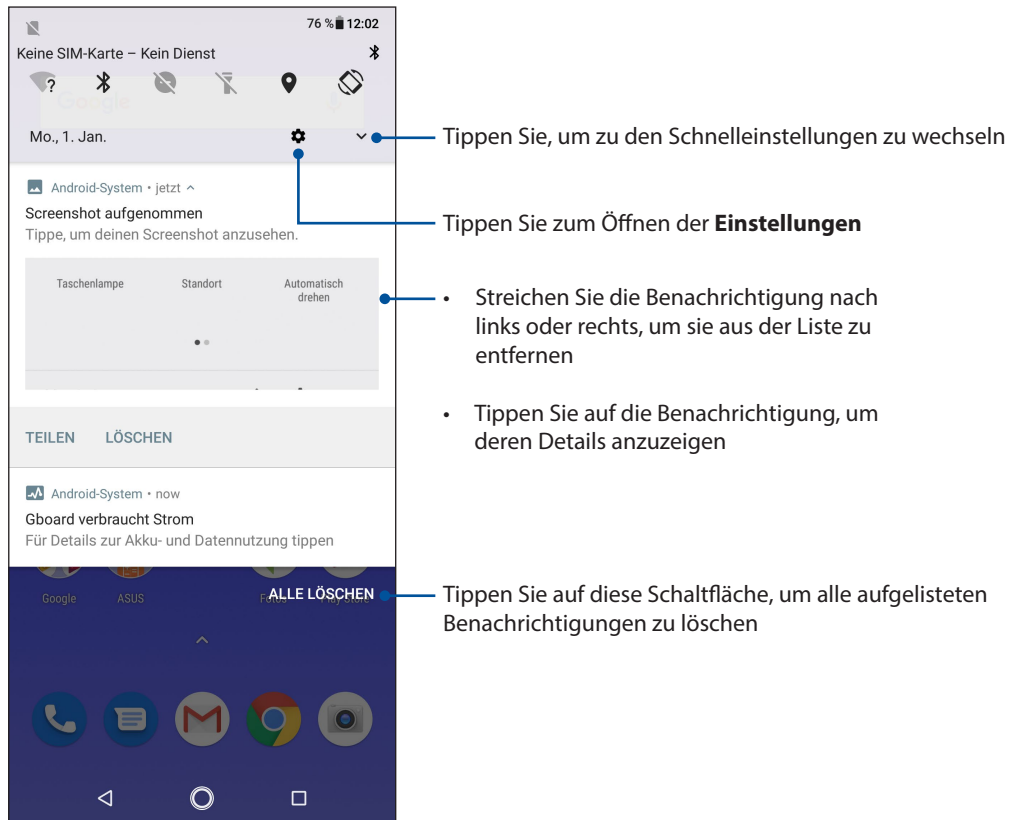 76 % 12:02
Keine SIM-Karte – Kein Dienst
?
Google
Mo., 1. Jan.
Tippen Sie, um zu den Schnelleinstellungen zu wechseln
Android-System • jetzt
Screenshot aufgenommen
Tippe, um deinen Screenshot anzusehen.
Tippen Sie zum Öffnen der Einstellungen
Taschenlampe Standort Automatisch
drehen
• Streichen Sie die Benachrichtigung nach
links oder rechts, um sie aus der Liste zu
entfernen
• Tippen Sie auf die Benachrichtigung, um
deren Details anzuzeigen
TEILEN LÖSCHEN
Android-System • now
Gboard verbraucht Strom
Für Details zur Akku- und Datennutzung tippen
Google ASUS Fotos Play Store
ALLE LÖSCHEN
Tippen Sie auf diese Schaltfläche, um alle aufgelisteten
Benachrichtigungen zu löschen